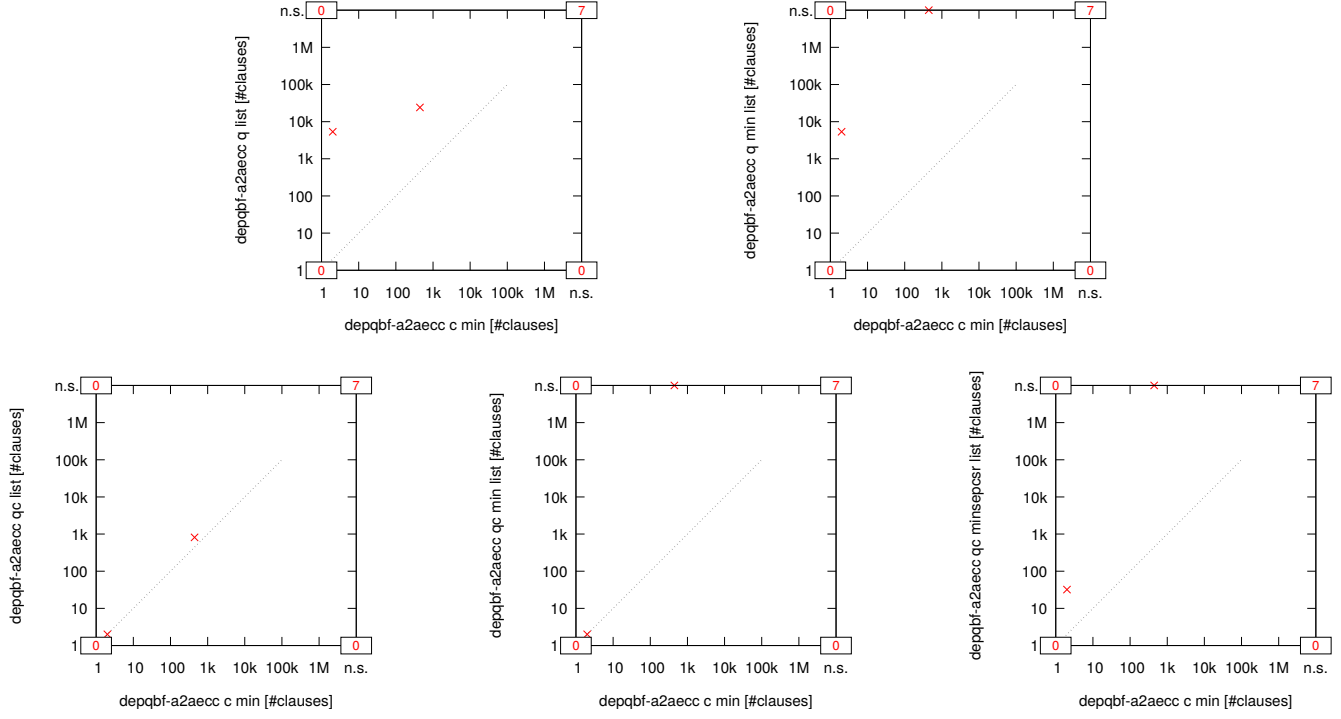 n.s. 0 7
1M
100k
10k
1k
100
10
1 0 0
1 10 100 1k 10k 100k 1M n.s.
depqbf-a2aecc q list [#clauses]
depqbf-a2aecc c min [#clauses]
n.s. 0 7
1M
100k
10k
1k
100
10
1 0 0
1 10 100 1k 10k 100k 1M n.s.
depqbf-a2aecc q min list [#clauses]
depqbf-a2aecc c min [#clauses]
n.s. 0 7
1M
100k
10k
1k
100
10
1 0 0
1 10 100 1k 10k 100k 1M n.s.
depqbf-a2aecc qc list [#clauses]
depqbf-a2aecc c min [#clauses]
n.s. 0 7
1M
100k
10k
1k
100
10
1 0 0
1 10 100 1k 10k 100k 1M n.s.
depqbf-a2aecc qc min list [#clauses]
depqbf-a2aecc c min [#clauses]
n.s. 0 7
1M
100k
10k
1k
100
10
1 0 0
1 10 100 1k 10k 100k 1M n.s.
depqbf-a2aecc qc minsepcsr list [#clauses]
depqbf-a2aecc c min [#clauses]